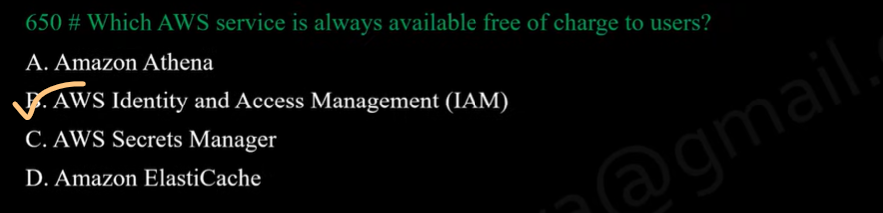 650 # Which AWS service is always available free of charge to users?
A. Amazon Athena
B. AWS Identity and Access Management (IAM)
C. AWS Secrets Manager
D. Amazon ElastiCache
@gmail.